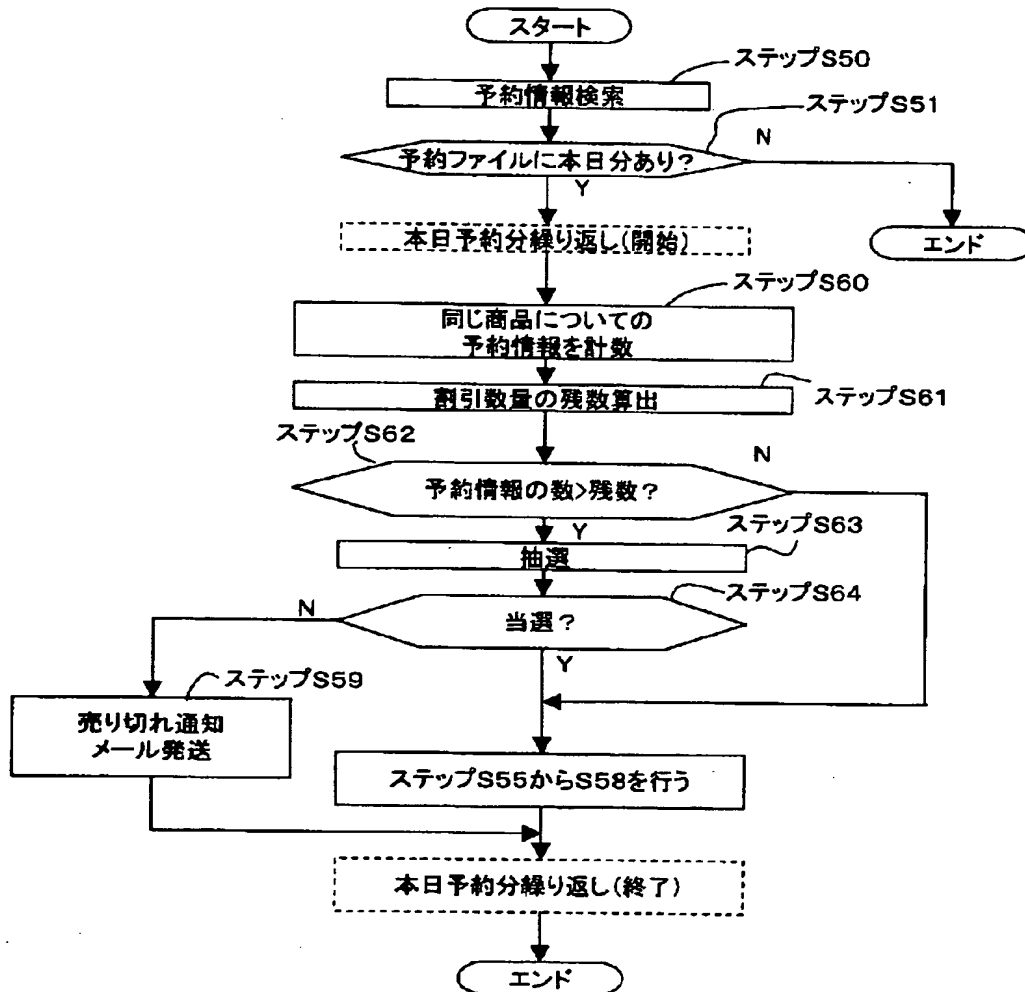 スタート
ステップS50
予約情報検索
ステップS51
予約ファイルに本日分あり?
N
Y
本日予約分繰り返し(開始)
エンド
ステップS60
同じ商品についての
予約情報を計数
割引数量の残数算出
ステップS61
ステップS62
N
予約情報の数>残数?
Y
ステップS63
抽選
ステップS64
N
当選?
Y
ステップS59
売り切れ通知
メール発送
ステップS55からS58を行う
本日予約分繰り返し(終了)
エンド